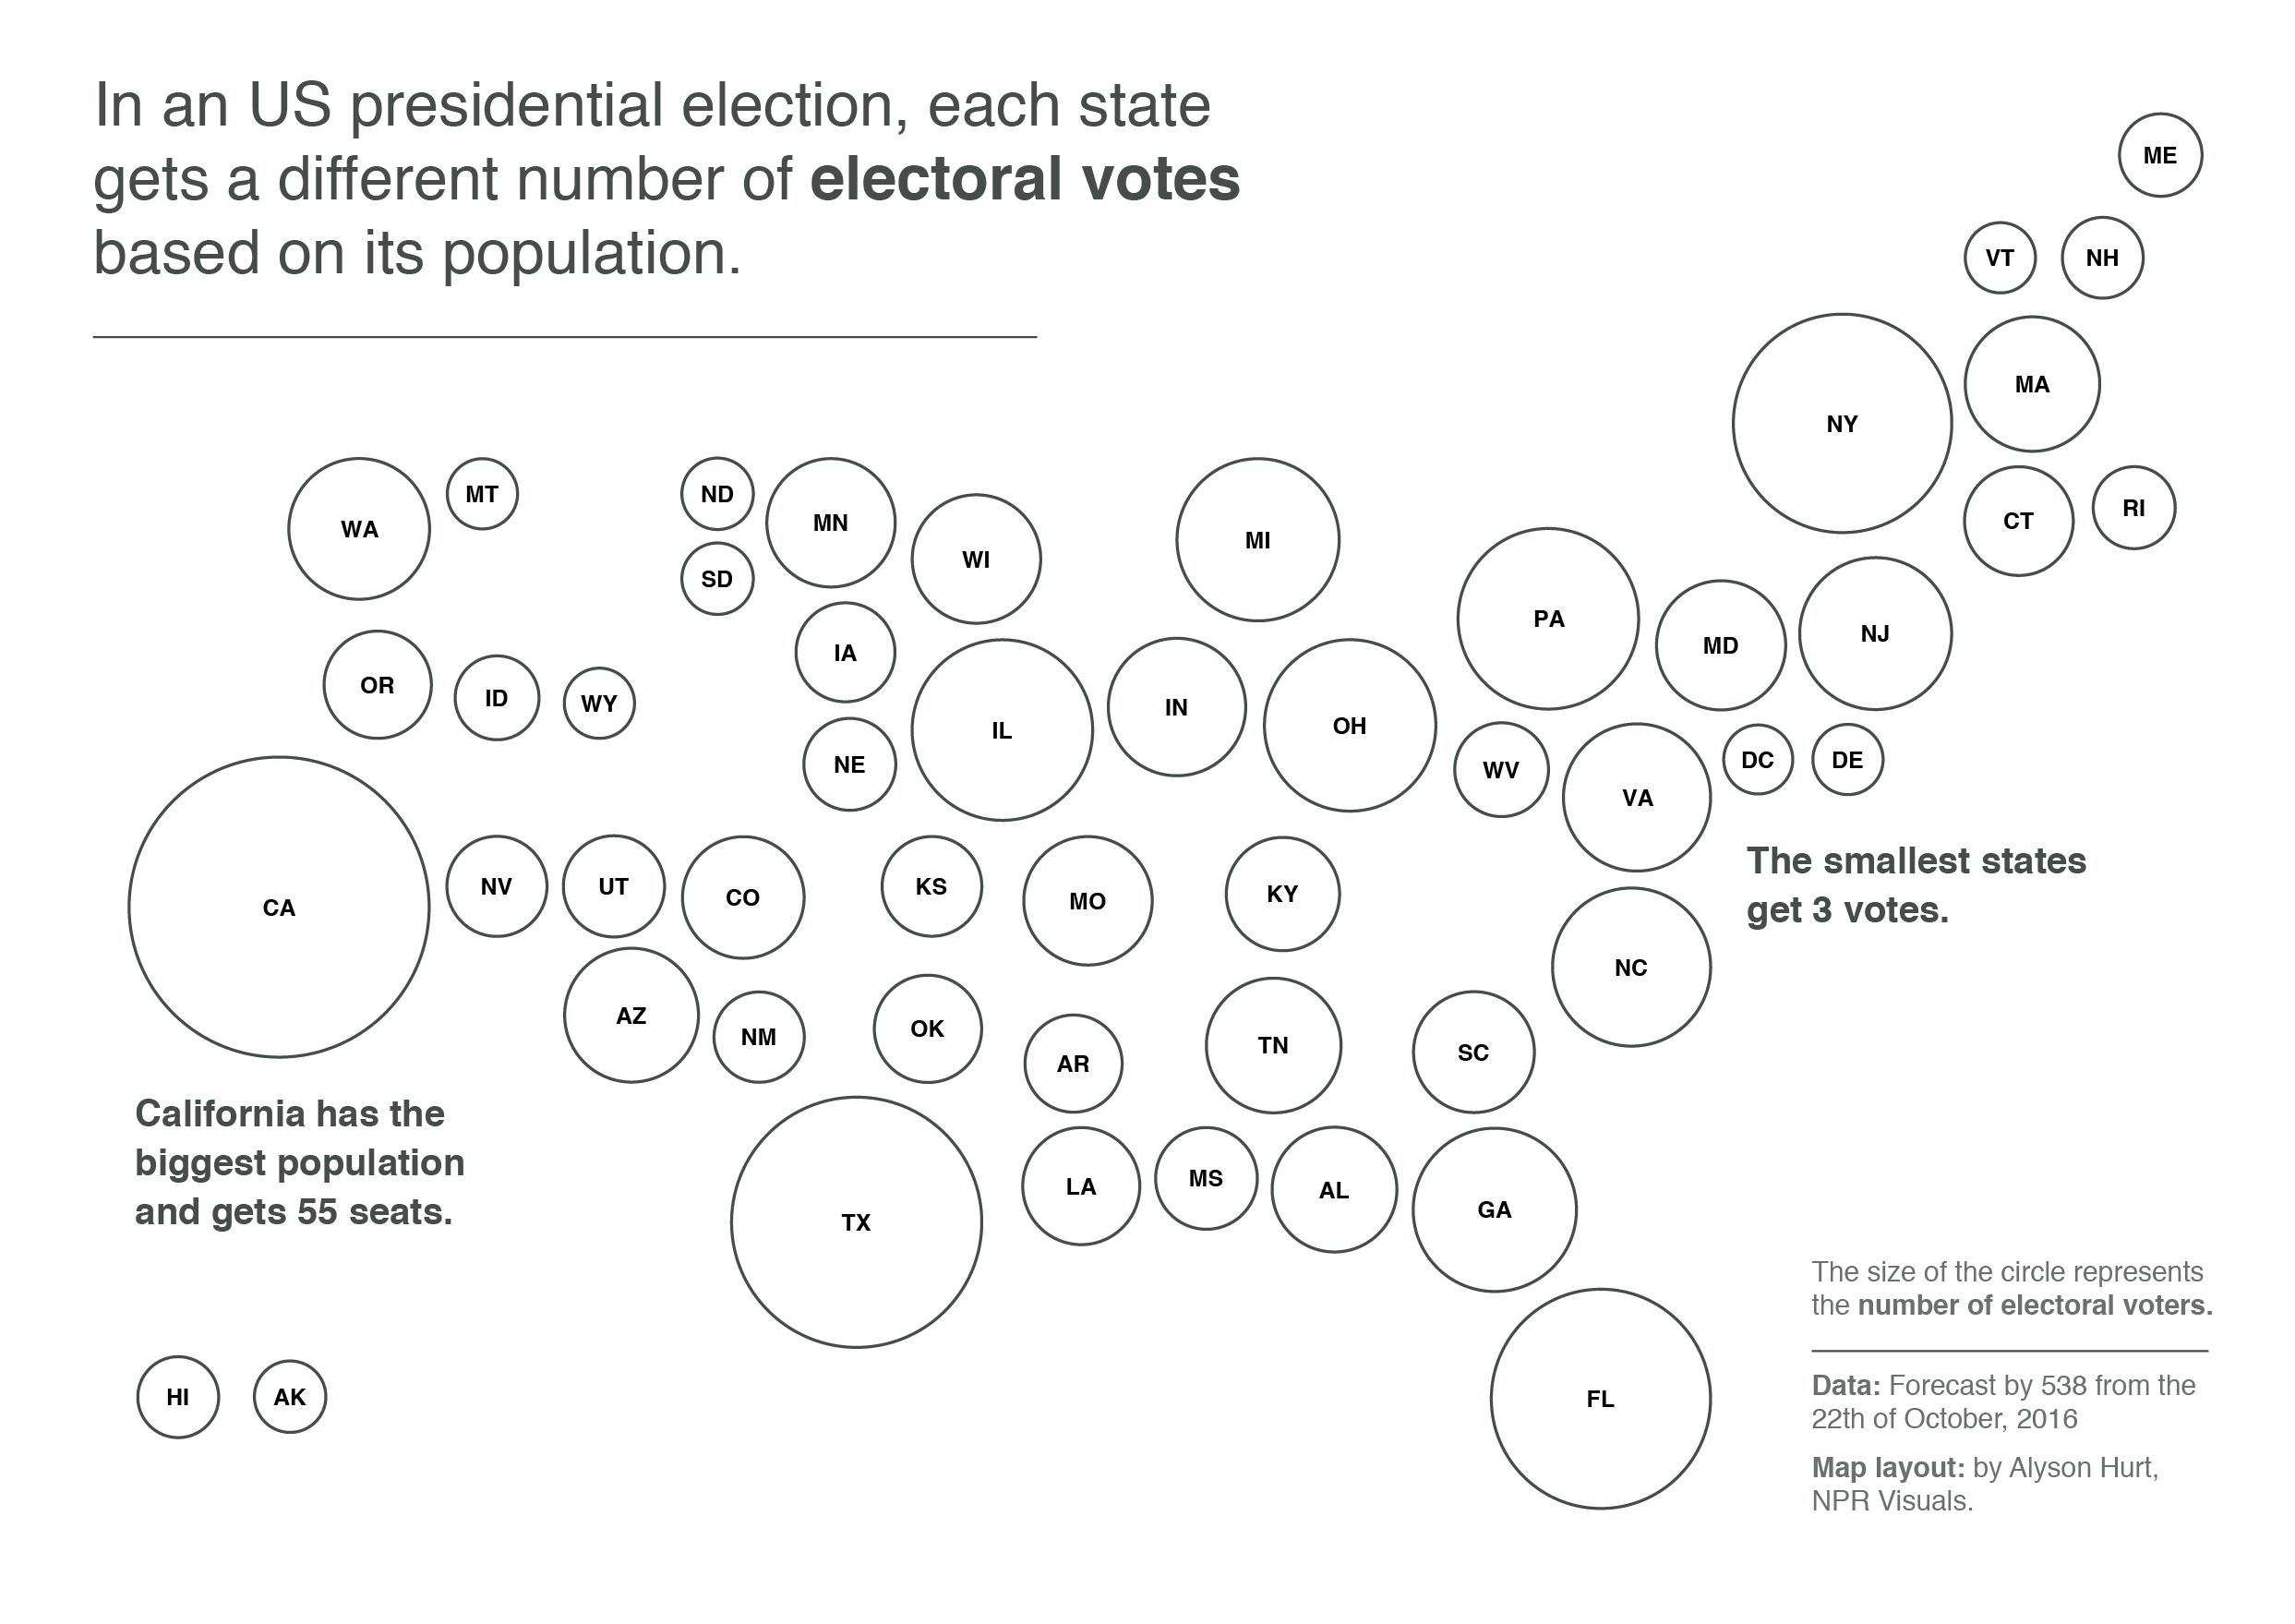 In an US presidential election, each state
gets a different number of electoral votes
based on its population.
ME
VT
NH
NY
MA
WA
MT
ND
MN
WI
MI
CT
RI
SD
PA
MD
NJ
IA
OR
ID
WY
IL
IN
OH
NE
WV
VA
DC
DE
CA
NV
UT
CO
KS
MO
KY
The smallest states
get 3 votes.
NC
AZ
NM
OK
AR
TN
SC
California has the
biggest population
and gets 55 seats.
TX
LA
MS
AL
GA
HI
AK
FL
The size of the circle represents
the number of electoral voters.
Data: Forecast by 538 from the
22th of October, 2016
Map layout: by Alyson Hurt,
NPR Visuals.